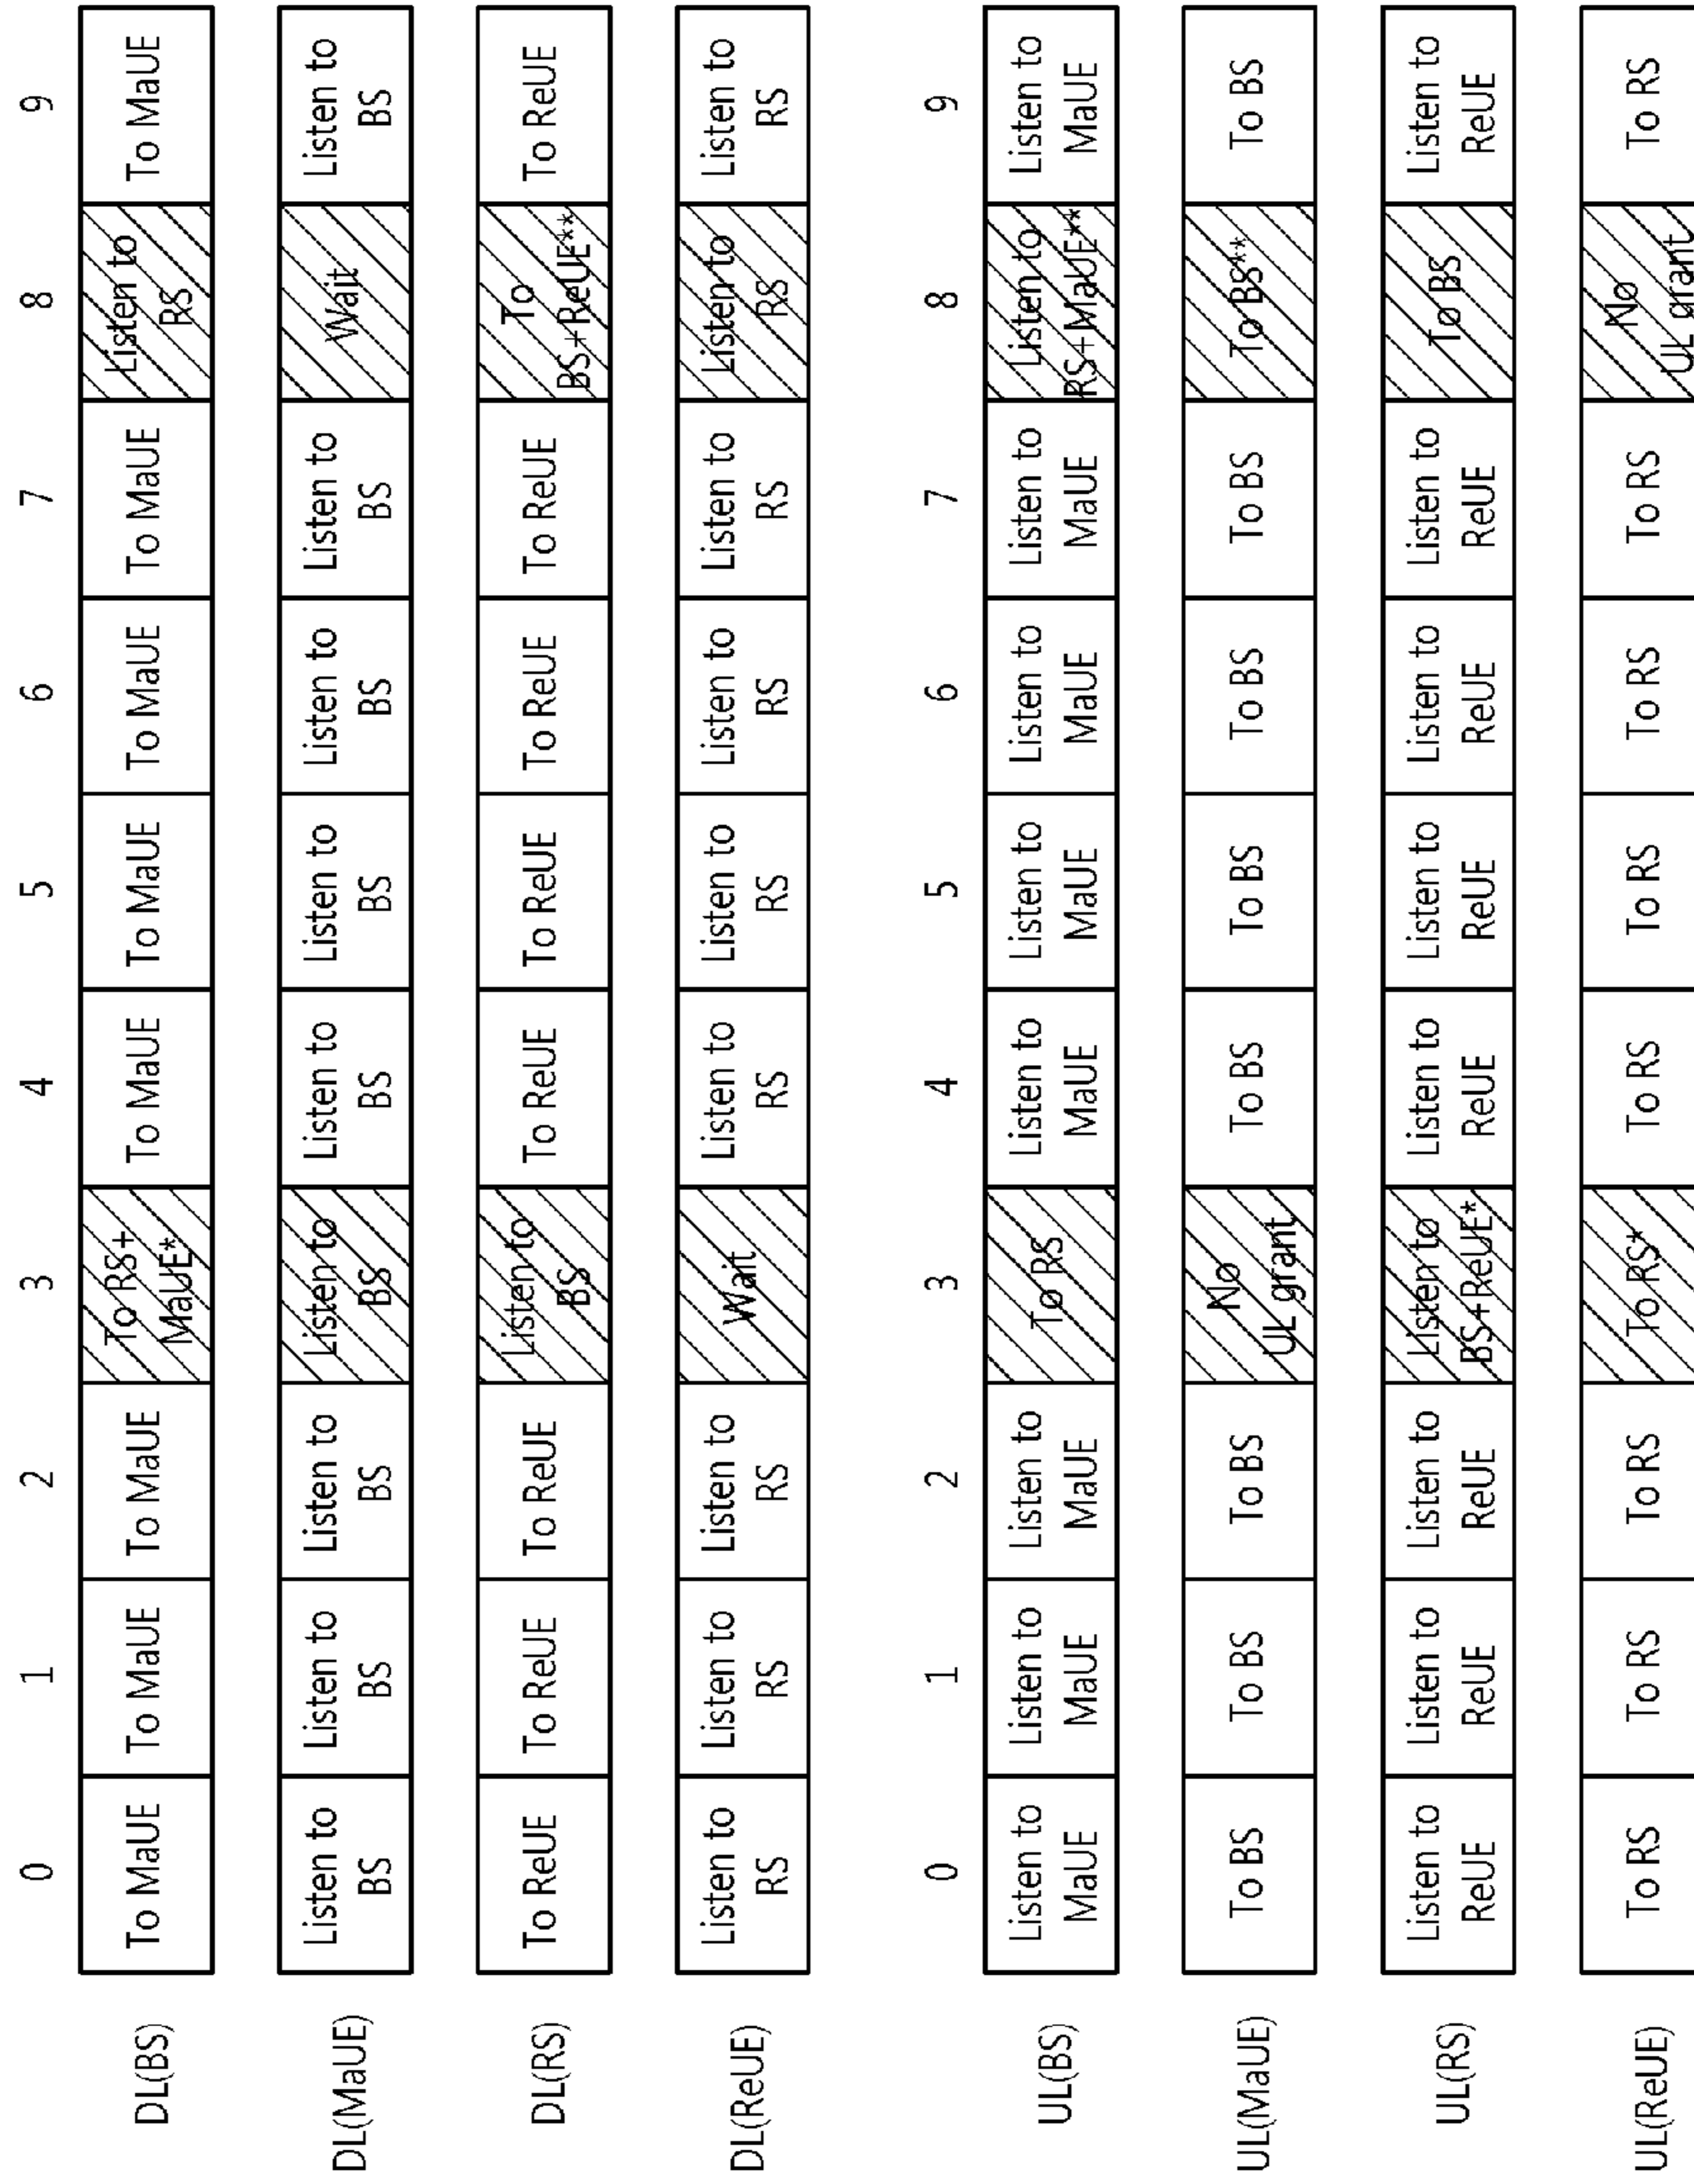 0 1 2 3 4 5 6 7 8 9
DL(BS) To MaUE To MaUE To MaUE To RS+ MaUE* To MaUE To MaUE To MaUE To MaUE Listen to RS To MaUE
DL(MaUE) Listen to BS Listen to BS Listen to BS Listen to BS Listen to BS Listen to BS Listen to BS Listen to BS Wait Listen to BS
DL(RS) To ReUE To ReUE To ReUE Listen to BS To ReUE To ReUE To ReUE To ReUE To BS+ReUE** To ReUE
DL(ReUE) Listen to RS Listen to RS Listen to RS Wait Listen to RS Listen to RS Listen to RS Listen to RS Listen to RS Listen to RS
0 1 2 3 4 5 6 7 8 9
UL(BS) Listen to MaUE Listen to MaUE Listen to MaUE To RS Listen to MaUE Listen to MaUE Listen to MaUE Listen to MaUE Listen to RS+MaUE** Listen to MaUE
UL(MaUE) To BS To BS To BS No UL grant To BS To BS To BS To BS To BS** To BS
UL(RS) Listen to ReUE Listen to ReUE Listen to ReUE Listen to BS+ReUE* Listen to ReUE Listen to ReUE Listen to ReUE Listen to ReUE To BS Listen to ReUE
UL(ReUE) To RS To RS To RS To RS* To RS To RS To RS To RS No UL grant To RS